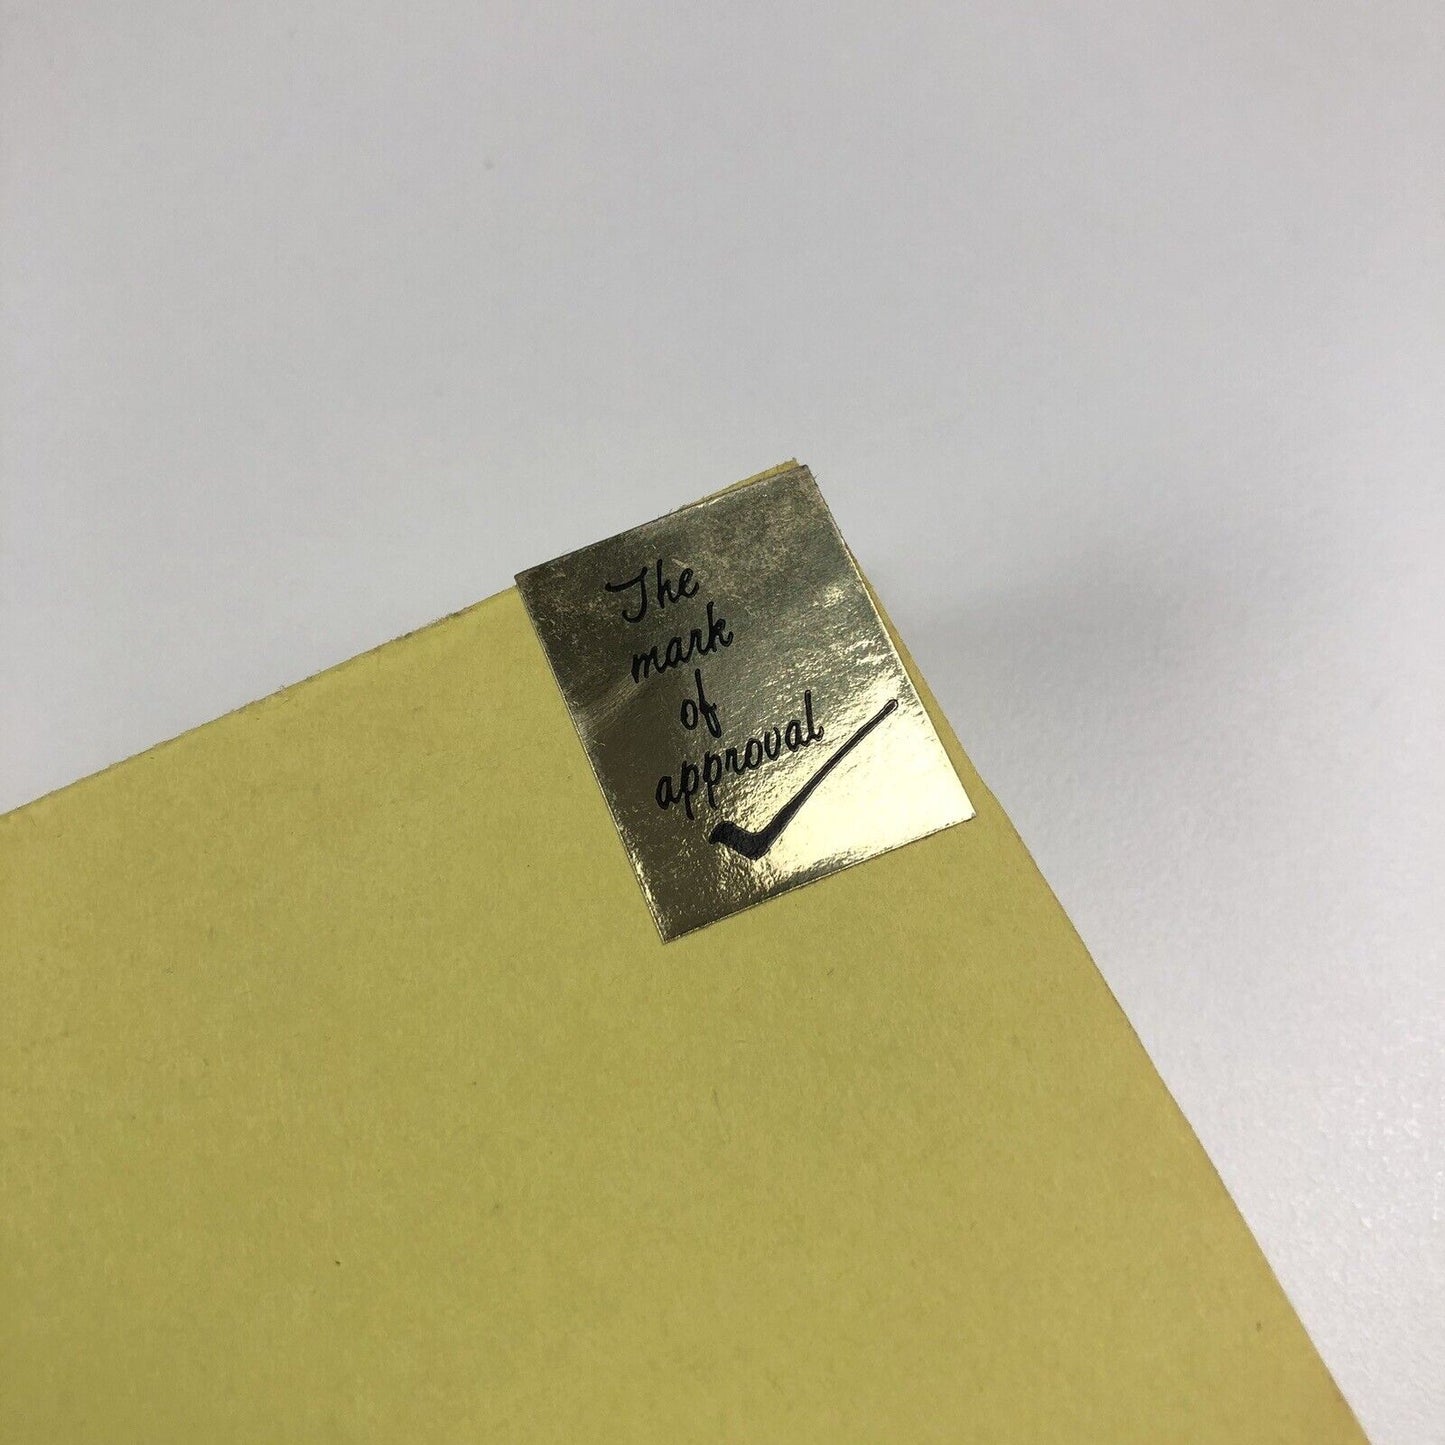 The
mark
of
approval